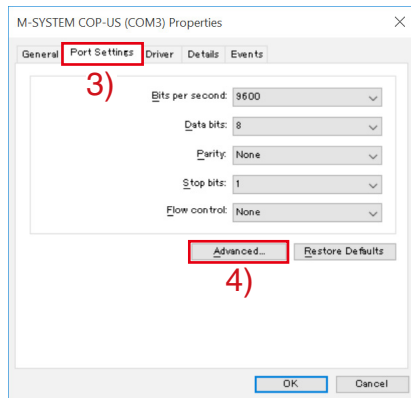 M-SYSTEM COP-US (COM3) Properties
General Port Settings Driver Details Events
3)
Bits per second: 9600
Data bits: 8
Parity: None
Stop bits: 1
Flow control: None
Advanced... Restore Defaults
4)
OK Cancel